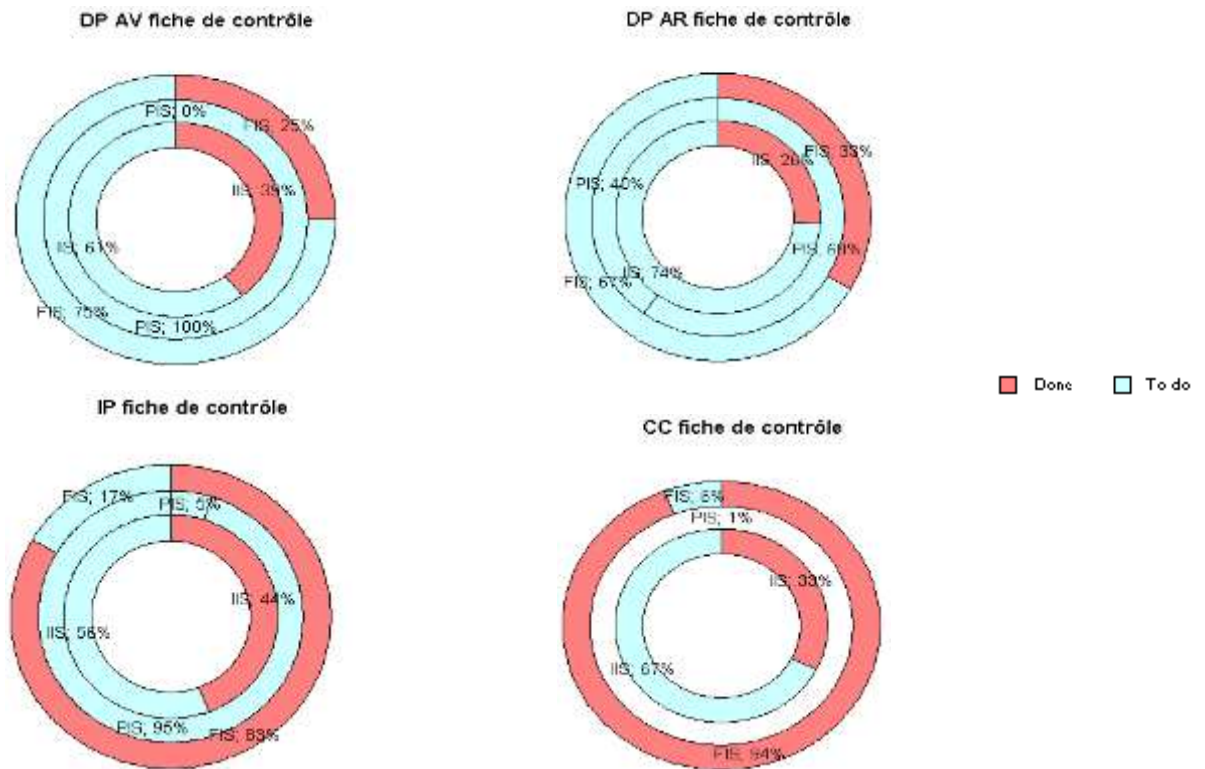 DP AV fiche de contrôle
PIS; 0%
FIS; 25%
IIS; 39%
IIS; 61%
FIS; 75%
PIS; 100%
DP AR fiche de contrôle
FIS; 33%
IIS; 26%
PIS; 40%
PIS; 60%
IIS; 74%
FIS; 67%
Done
To do
IP fiche de contrôle
FIS; 17%
PIS; 5%
IIS; 44%
IIS; 56%
PIS; 95%
FIS; 83%
CC fiche de contrôle
FIS; 6%
PIS; 1%
IIS; 33%
IIS; 67%
FIS; 94%